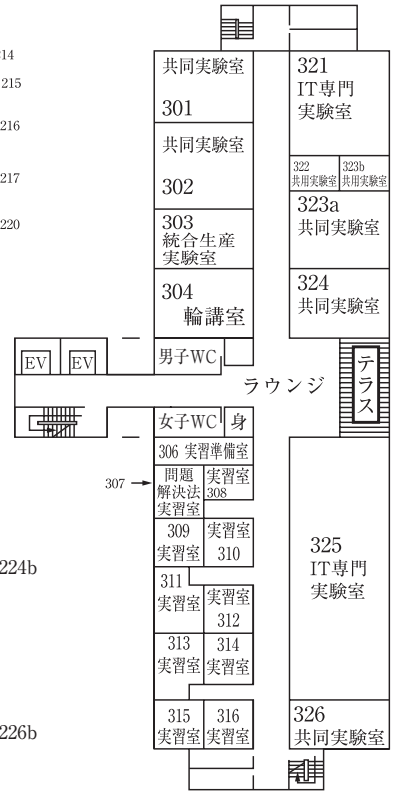 214
215
216
217
220
224b
226b
共同実験室
301
共同実験室
302
303
統合生産
実験室
304
輪講室
321
IT専門
実験室
322
共用実験室
323b
共用実験室
323a
共同実験室
324
共同実験室
EV
EV
男子WC
ラウンジ
テラス
女子WC
身
306 実習準備室
307
問題
解決法
実習室
実習室
308
309
実習室
実習室
310
311
実習室
実習室
312
313
実習室
314
実習室
315
実習室
316
実習室
325
IT専門
実験室
326
共同実験室